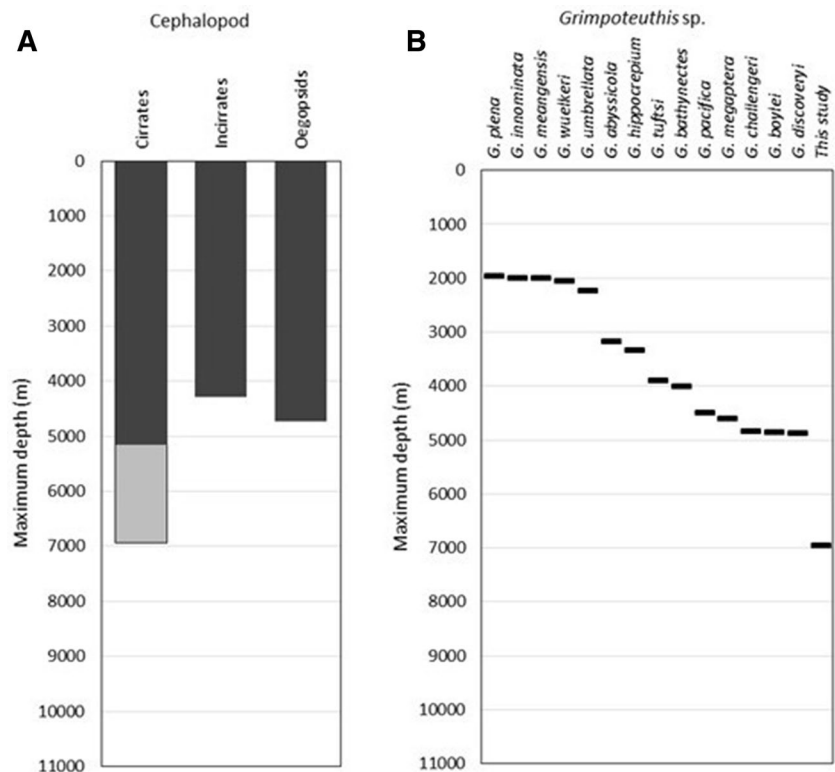 A
Cephalopod
Cirrates
Incirrates
Oegopsids
Maximum depth (m)
0
1000
2000
3000
4000
5000
6000
7000
8000
9000
10000
11000
B
Grimpoteuthis sp.
G. plena
G. innominata
G. meangensis
G. wuelkeri
G. umbrellata
G. abyssicola
G. hippocrepium
G. tuftsi
G. bathynectes
G. pacifica
G. megaptera
G. challengeri
G. boylei
G. discoveryi
This study
Maximum depth (m)
0
1000
2000
3000
4000
5000
6000
7000
8000
9000
10000
11000